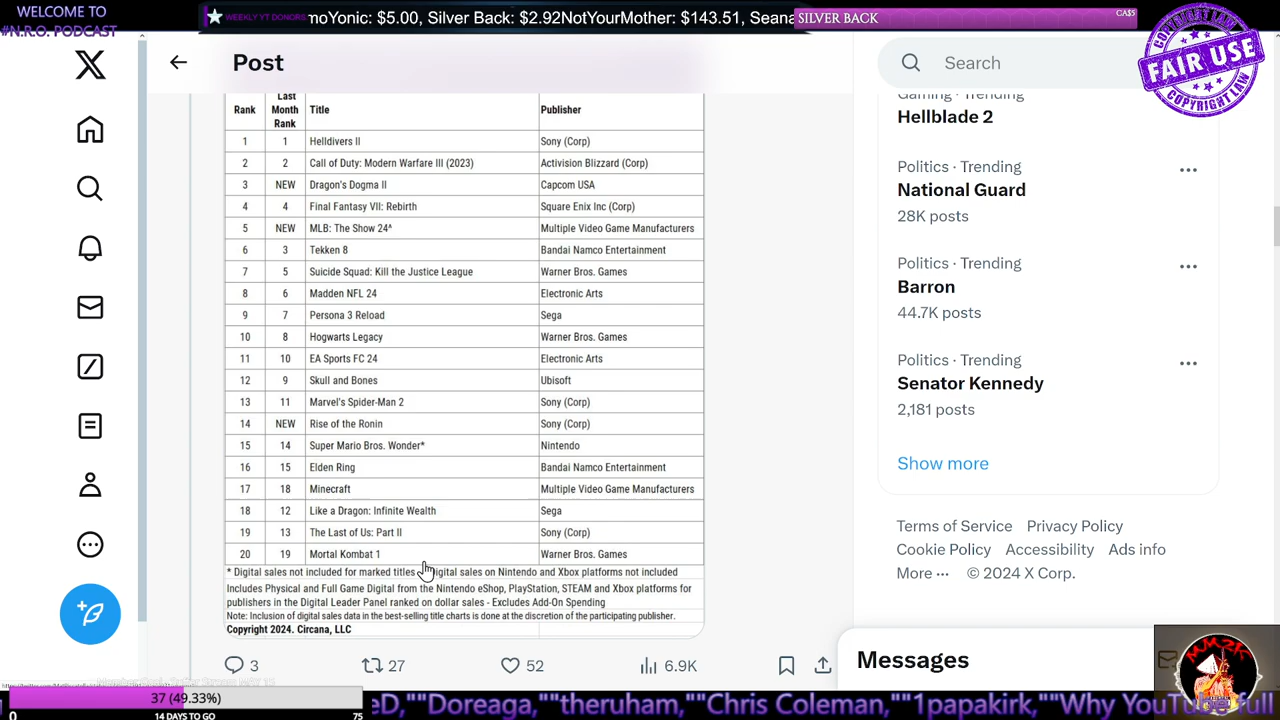 WELCOME TO
#N.R.O. PODCAST
WEEKLY YT DONORS
moYonic: $5.00, Silver Back: $2.92NotYourMother: $143.51, Seana
SILVER BACK
CA$5
FAIR USE
COPYRIGHT LAW
COPYRIGHT LAW
Post
Search
Rank
Last Month Rank
Title
Publisher
1 1 Helldivers II Sony (Corp)
2 2 Call of Duty: Modern Warfare III (2023) Activision Blizzard (Corp)
3 NEW Dragon's Dogma II Capcom USA
4 4 Final Fantasy VII: Rebirth Square Enix Inc (Corp)
5 NEW MLB: The Show 24^ Multiple Video Game Manufacturers
6 3 Tekken 8 Bandai Namco Entertainment
7 5 Suicide Squad: Kill the Justice League Warner Bros. Games
8 6 Madden NFL 24 Electronic Arts
9 7 Persona 3 Reload Sega
10 8 Hogwarts Legacy Warner Bros. Games
11 10 EA Sports FC 24 Electronic Arts
12 9 Skull and Bones Ubisoft
13 11 Marvel's Spider-Man 2 Sony (Corp)
14 NEW Rise of the Ronin Sony (Corp)
15 14 Super Mario Bros. Wonder* Nintendo
16 15 Elden Ring Bandai Namco Entertainment
17 18 Minecraft Multiple Video Game Manufacturers
18 12 Like a Dragon: Infinite Wealth Sega
19 13 The Last of Us: Part II Sony (Corp)
20 19 Mortal Kombat 1 Warner Bros. Games
* Digital sales not included for marked titles igital sales on Nintendo and Xbox platforms not included
Includes Physical and Full Game Digital from the Nintendo eShop, PlayStation, STEAM and Xbox platforms for
publishers in the Digital Leader Panel ranked on dollar sales - Excludes Add-On Spending
Note: Inclusion of digital sales data in the best-selling title charts is done at the discretion of the participating publisher.
Copyright 2024. Circana, LLC
3 27 52 6.9K
Gaming · Trending
Hellblade 2
Politics · Trending
National Guard
28K posts
Politics · Trending
Barron
44.7K posts
Politics · Trending
Senator Kennedy
2,181 posts
Show more
Terms of Service Privacy Policy
Cookie Policy Accessibility Ads info
More ··· © 2024 X Corp.
Messages
MM2K
37 (49.33%)
0 14 DAYS TO GO 75
eD, "Doreaga,""theruham,""Chris Coleman,"1papakirk,""Why YouTube full